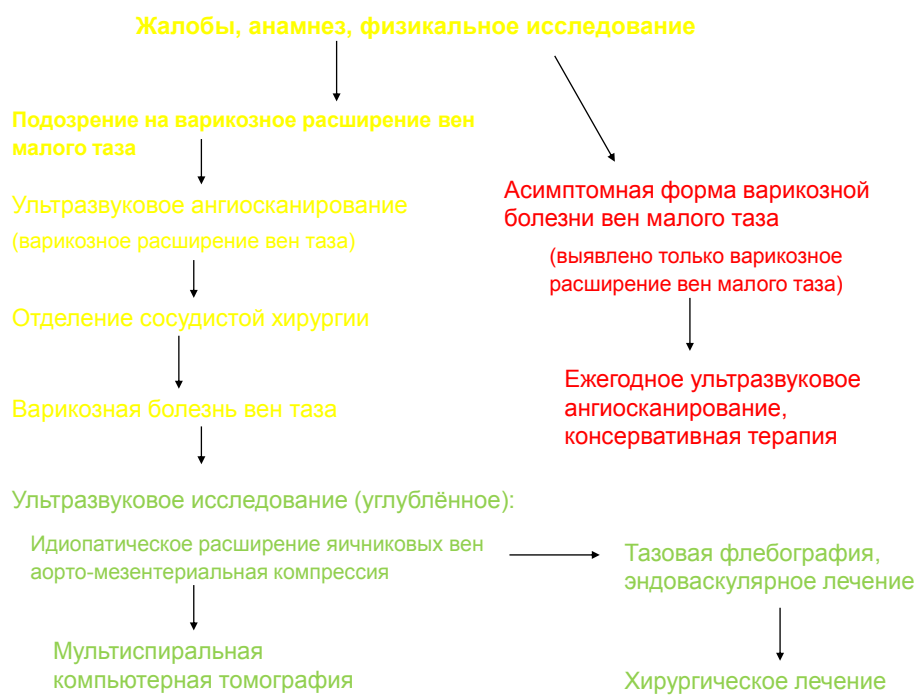 Жалобы, анамнез, физикальное исследование
Подозрение на варикозное расширение вен
малого таза
Ультразвуковое ангиосканирование
(варикозное расширение вен таза)
Отделение сосудистой хирургии
Варикозная болезнь вен таза
Асимптомная форма варикозной
болезни вен малого таза
(выявлено только варикозное
расширение вен малого таза)
Ежегодное ультразвуковое
ангиосканирование,
консервативная терапия
Ультразвуковое исследование (углублённое):
Идиопатическое расширение яичниковых вен
аорто-мезентериальная компрессия
Тазовая флебография,
эндоваскулярное лечение
Мультиспиральная
компьютерная томография
Хирургическое лечение